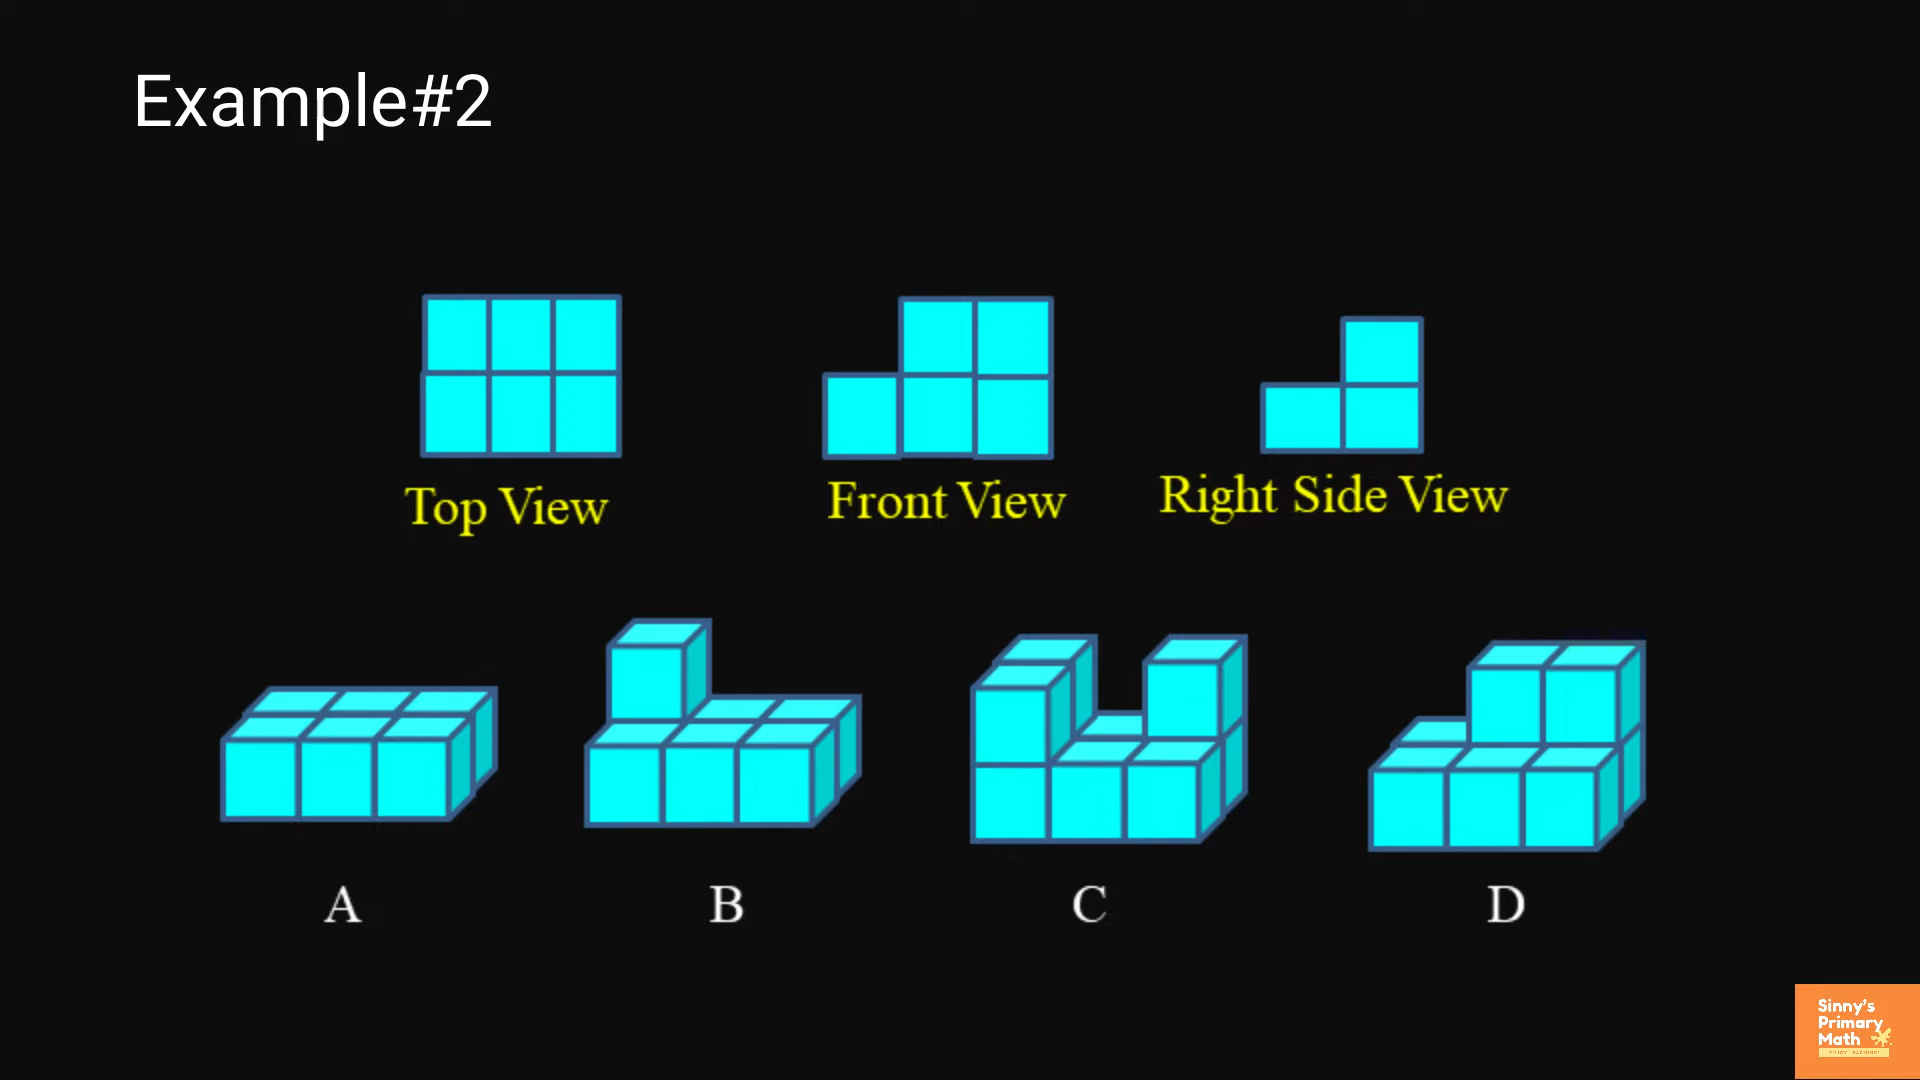 Example#2
Top View
Front View
Right Side View
A
B
C
D
Sinny's
Primary
Math